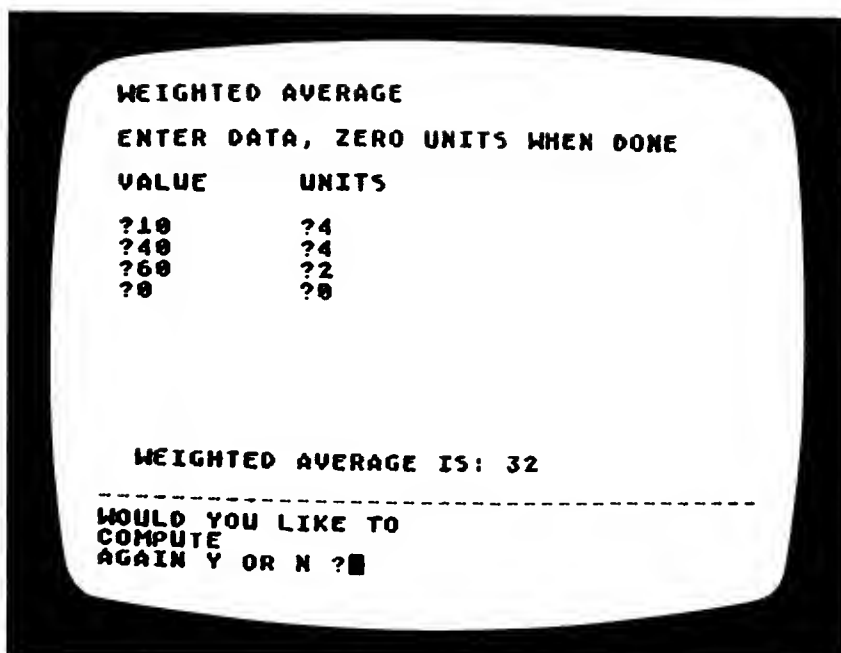 WEIGHTED AVERAGE
ENTER DATA, ZERO UNITS WHEN DONE
VALUE UNITS
?10 ?4
?40 ?4
?60 ?2
?0 ?0
WEIGHTED AVERAGE IS: 32
--------------------------------------
WOULD YOU LIKE TO
COMPUTE
AGAIN Y OR N ?